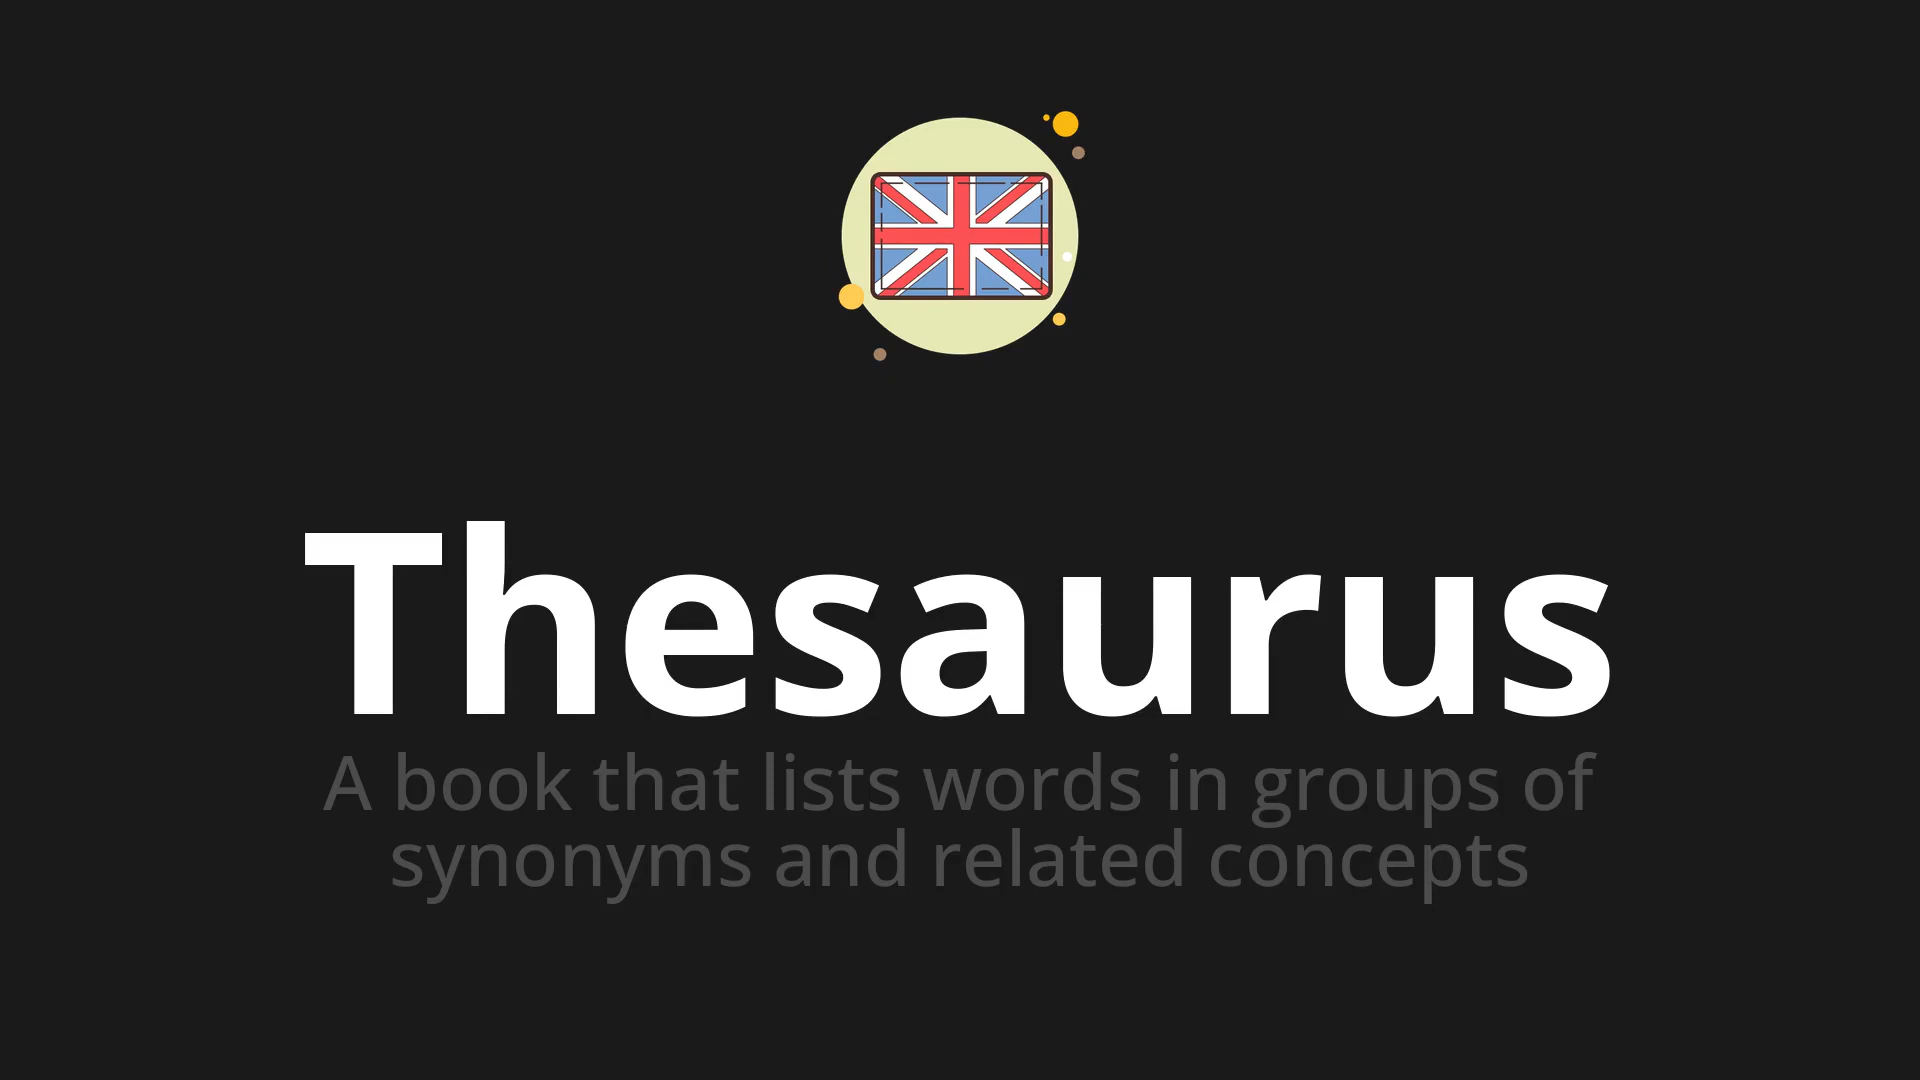 Thesaurus
A book that lists words in groups of
synonyms and related concepts